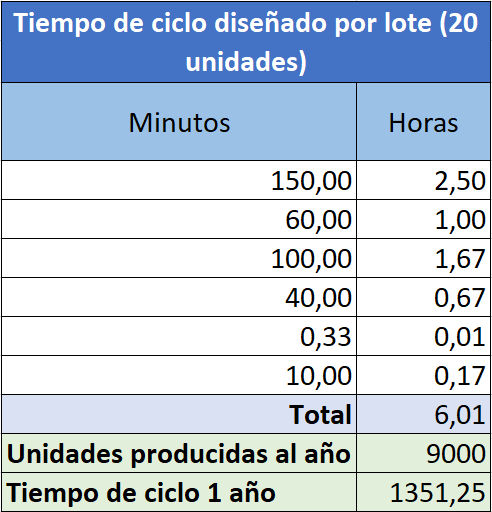 Tiempo de ciclo diseñado por lote (20
unidades)
Minutos Horas
150,00 2,50
60,00 1,00
100,00 1,67
40,00 0,67
0,33 0,01
10,00 0,17
Total 6,01
Unidades producidas al año 9000
Tiempo de ciclo 1 año 1351,25